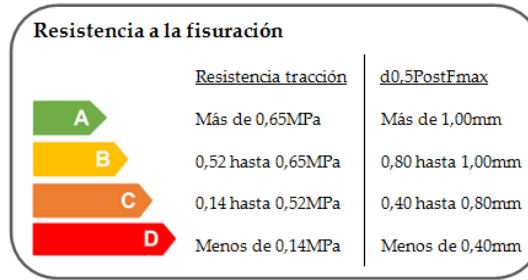 Resistencia a la fisuración
Resistencia tracción d0,5PostFmax
A Más de 0,65MPa Más de 1,00mm
B 0,52 hasta 0,65MPa 0,80 hasta 1,00mm
C 0,14 hasta 0,52MPa 0,40 hasta 0,80mm
D Menos de 0,14MPa Menos de 0,40mm